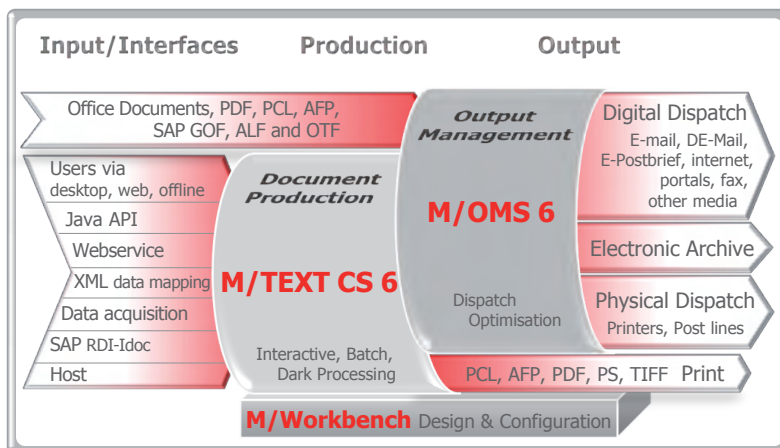 Input/Interfaces
Production
Output
Office Documents, PDF, PCL, AFP,
SAP GOF, ALF and OTF
Users via
desktop, web, offline
Java API
Webservice
XML data mapping
Data acquisition
SAP RDI-Idoc
Host
Document
Production
M/TEXT CS 6
Interactive, Batch,
Dark Processing
Output
Management
M/OMS 6
Dispatch
Optimisation
Digital Dispatch
E-mail, DE-Mail,
E-Postbrief, internet,
portals, fax,
other media
Electronic Archive
Physical Dispatch
Printers, Post lines
PCL, AFP, PDF, PS, TIFF Print
M/Workbench Design & Configuration